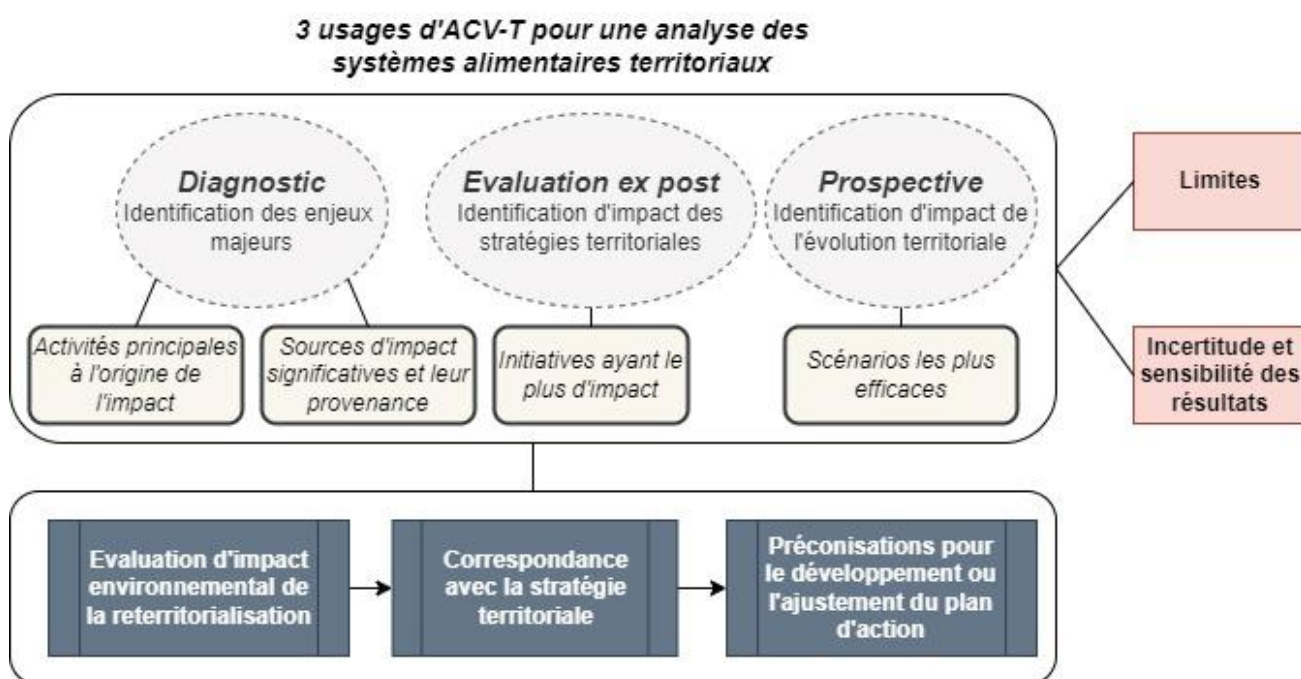 3 usages d'ACV-T pour une analyse des
systèmes alimentaires territoriaux
Diagnostic
Identification des enjeux
majeurs
Evaluation ex post
Identification d'impact des
stratégies territoriales
Prospective
Identification d'impact de
l'évolution territoriale
Activités principales
à l'origine de
l'impact
Sources d'impact
significatives et leur
provenance
Initiatives ayant le
plus d'impact
Scénarios les plus
efficaces
Limites
Incertitude et
sensibilité des
résultats
Evaluation d'impact
environnemental de
la reterritorialisation
Correspondance
avec la stratégie
territoriale
Préconisations pour
le développement ou
l'ajustement du plan
d'action